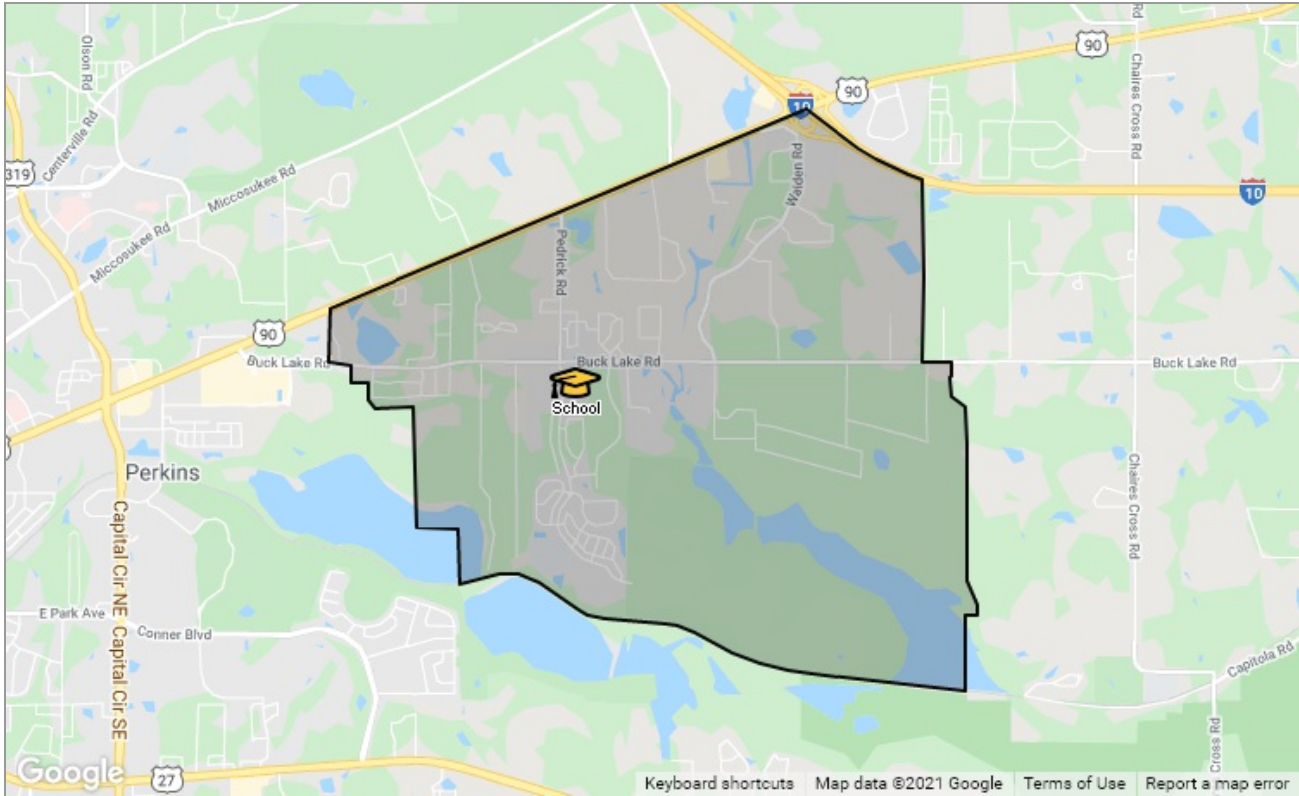 Olson Rd
Centerville Rd
319
Miccosukee Rd
Miccosukee Rd
90
Buck Lake Rd
Perkins
Capital Cir NE
Capital Cir SE
E Park Ave
Conner Blvd
27
Pedrick Rd
Buck Lake Rd
School
Walden Rd
10
90
90
Rd
Chaires Cross Rd
10
Buck Lake Rd
Chaires Cross Rd
Capitola Rd
Cross Rd
Google
Keyboard shortcuts
Map data ©2021 Google
Terms of Use
Report a map error